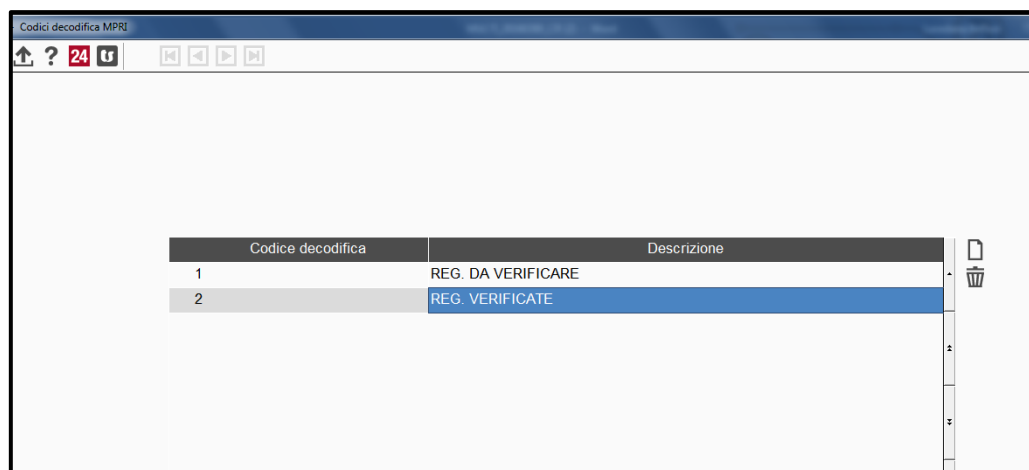 Codici decodifica MPRI
? 24
Codice decodifica Descrizione
1 REG. DA VERIFICARE
2 REG. VERIFICATE